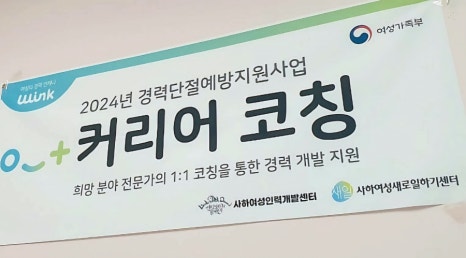 wink
여성가족부
2024년 경력단절예방지원사업
커리어 코칭
희망 분야 전문가의 1:1 코칭을 통한 경력 개발 지원
사하여성인력개발센터
새일 사하여성새로일하기센터